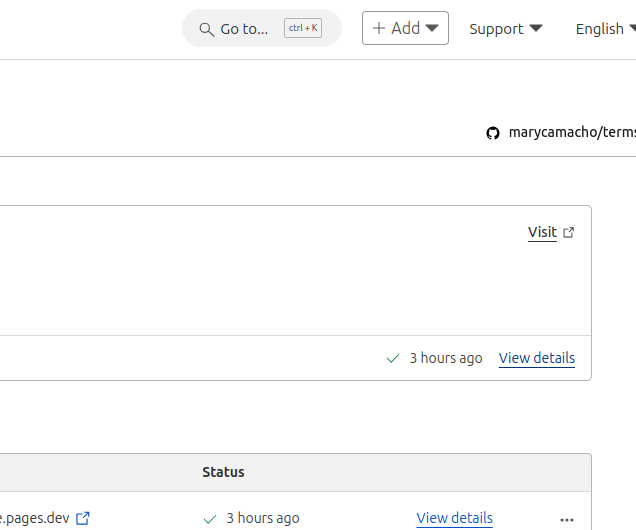 Go to... ctrl + K + Add Support English
marycamacho/terms
Visit
3 hours ago View details
Status
e.pages.dev 3 hours ago View details ...